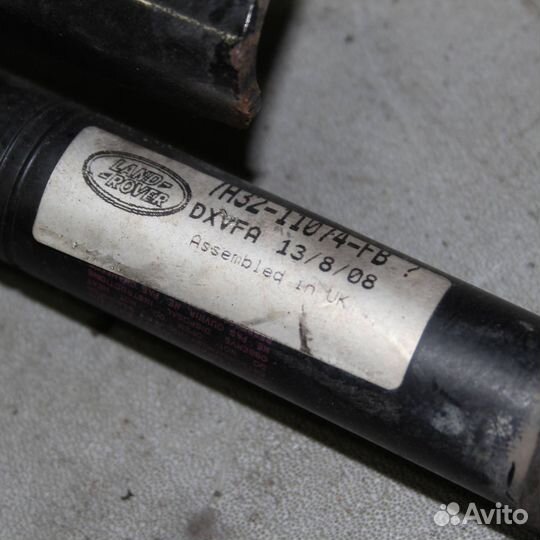 LAND-
-ROVER
7H32-11074-FB ?
DXVFA 13/8/08
Assembled in UK
Avito